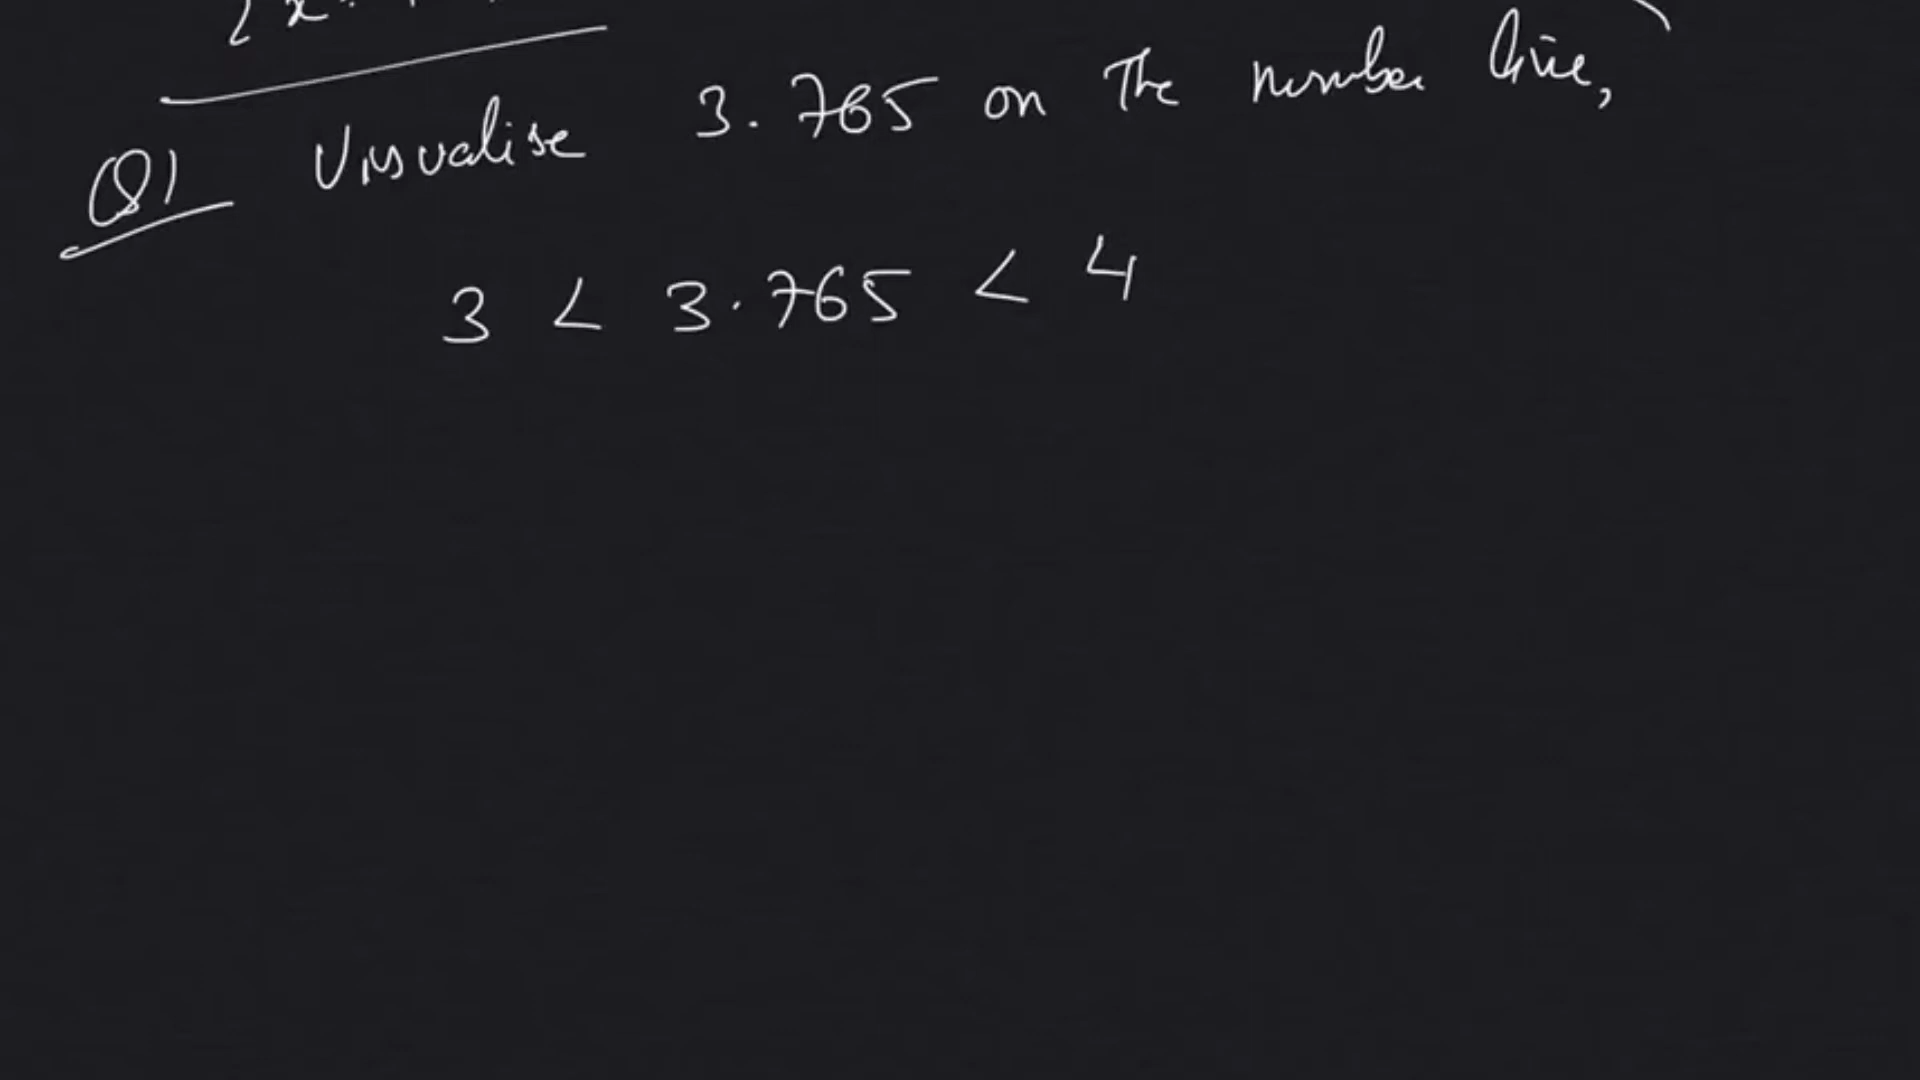 Q1 Visualise 3.765 on the number line,
3 < 3.765 < 4